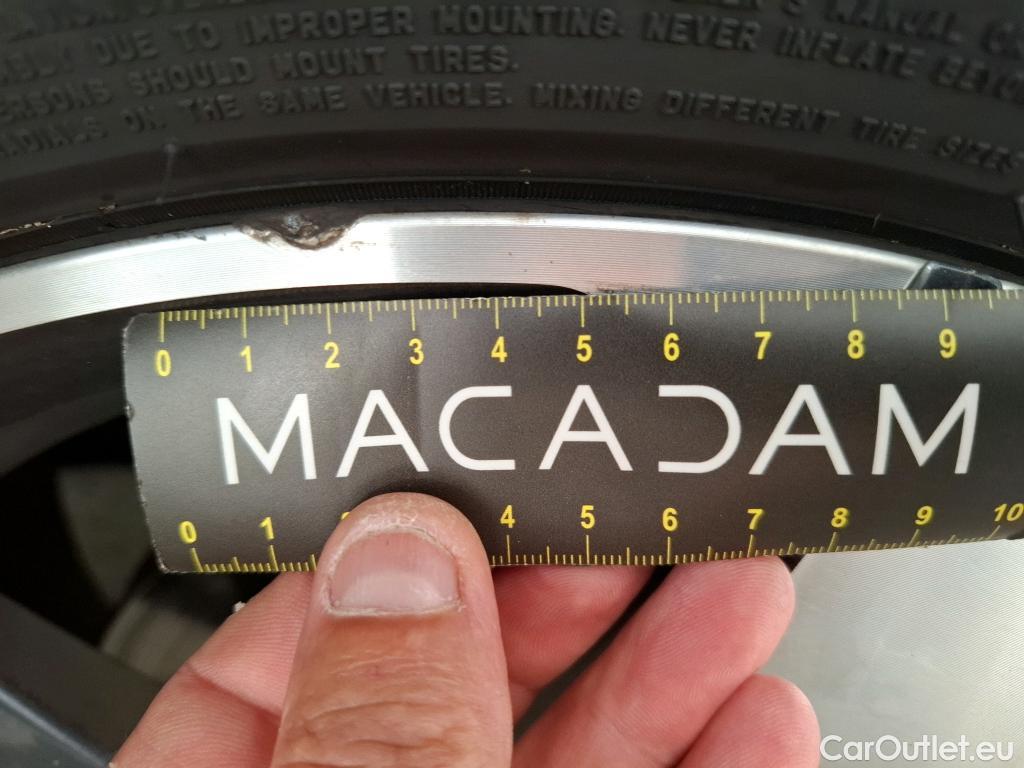 MANUAL
DUE TO IMPROPER MOUNTING. NEVER INFLATE
SHOULD MOUNT TIRES.
ON THE SAME VEHICLE. MIXING DIFFERENT TIRE SIZES
0 1 2 3 4 5 6 7 8 9
MACADAM
0 1 4 5 6 7 8 9 10
CarOutlet.eu